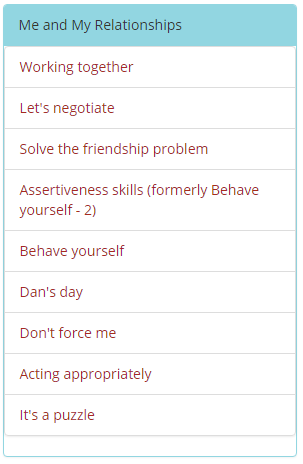 Me and My Relationships
Working together
Let's negotiate
Solve the friendship problem
Assertiveness skills (formerly Behave
yourself - 2)
Behave yourself
Dan's day
Don't force me
Acting appropriately
It's a puzzle